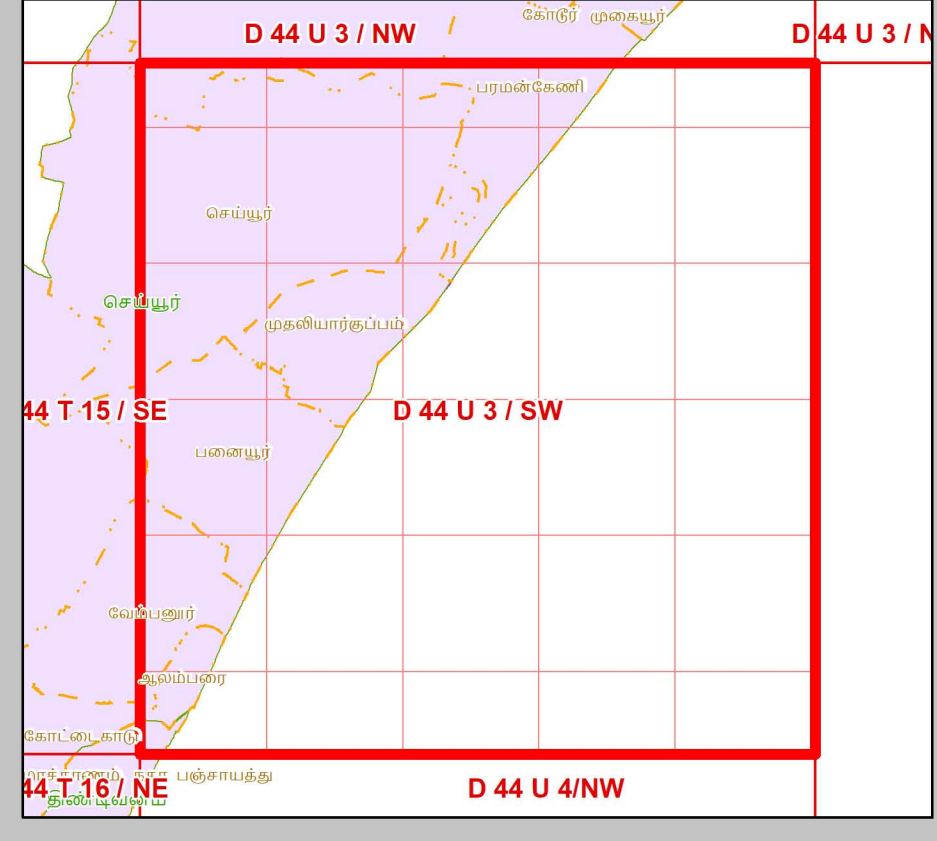 கோடூர் முகையூர்
D 44 U 3 / NW
D 44 U 3 / N
பரமன்கேணி
செய்யூர்
செய்யூர்
முதலியார்குப்பம்
44 T 15 / SE
D 44 U 3 / SW
பனையூர்
வேம்பனூர்
ஆலம்பரை
கோட்டைகாடு
பஞ்சாயத்து
44 T 16 / NE
D 44 U 4/NW
திண்டிவனம்